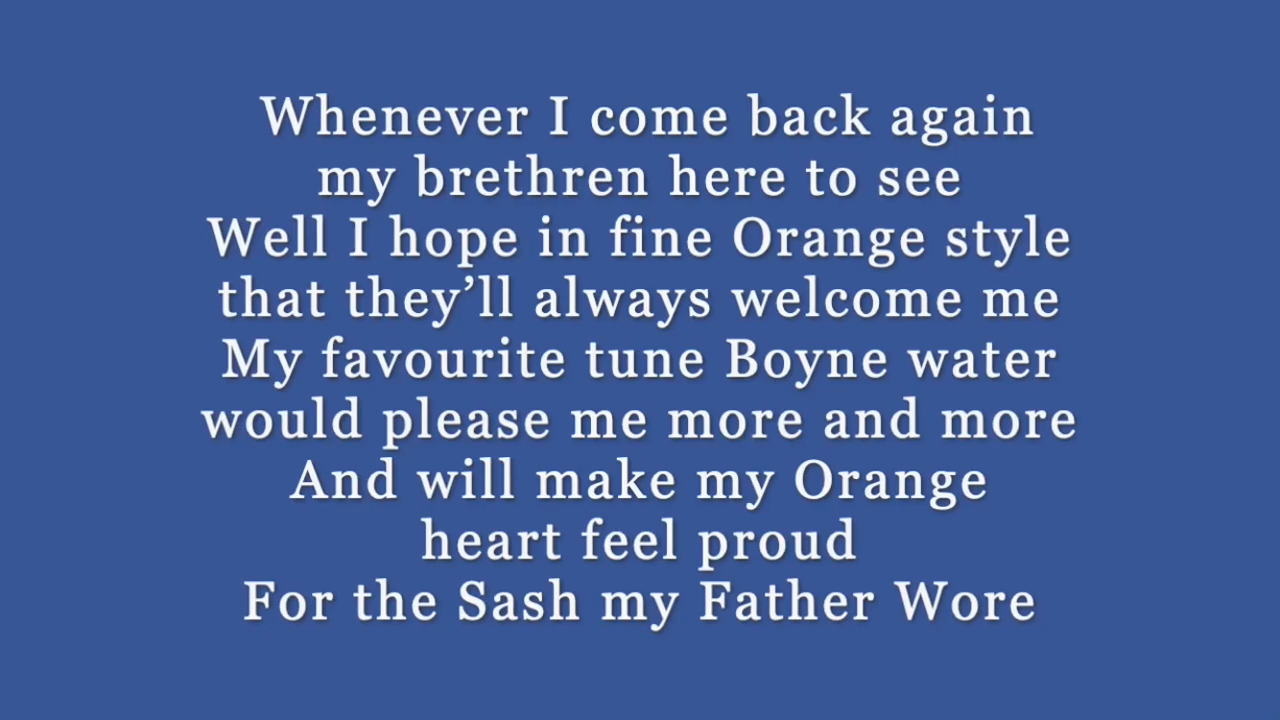 Whenever I come back again
my brethren here to see
Well I hope in fine Orange style
that they’ll always welcome me
My favourite tune Boyne water
would please me more and more
And will make my Orange
heart feel proud
For the Sash my Father Wore